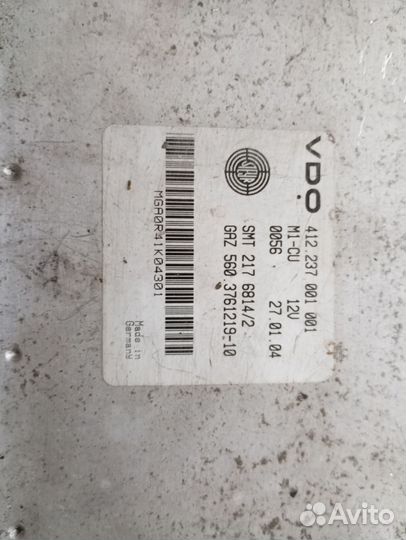 VDO
412 237 001 001
M1-CU 12V
0056 27.01.04
SMT 217 6814/2
GAZ 560.3761219-10
MGA0R41K04301
Made in
Germany
Avito